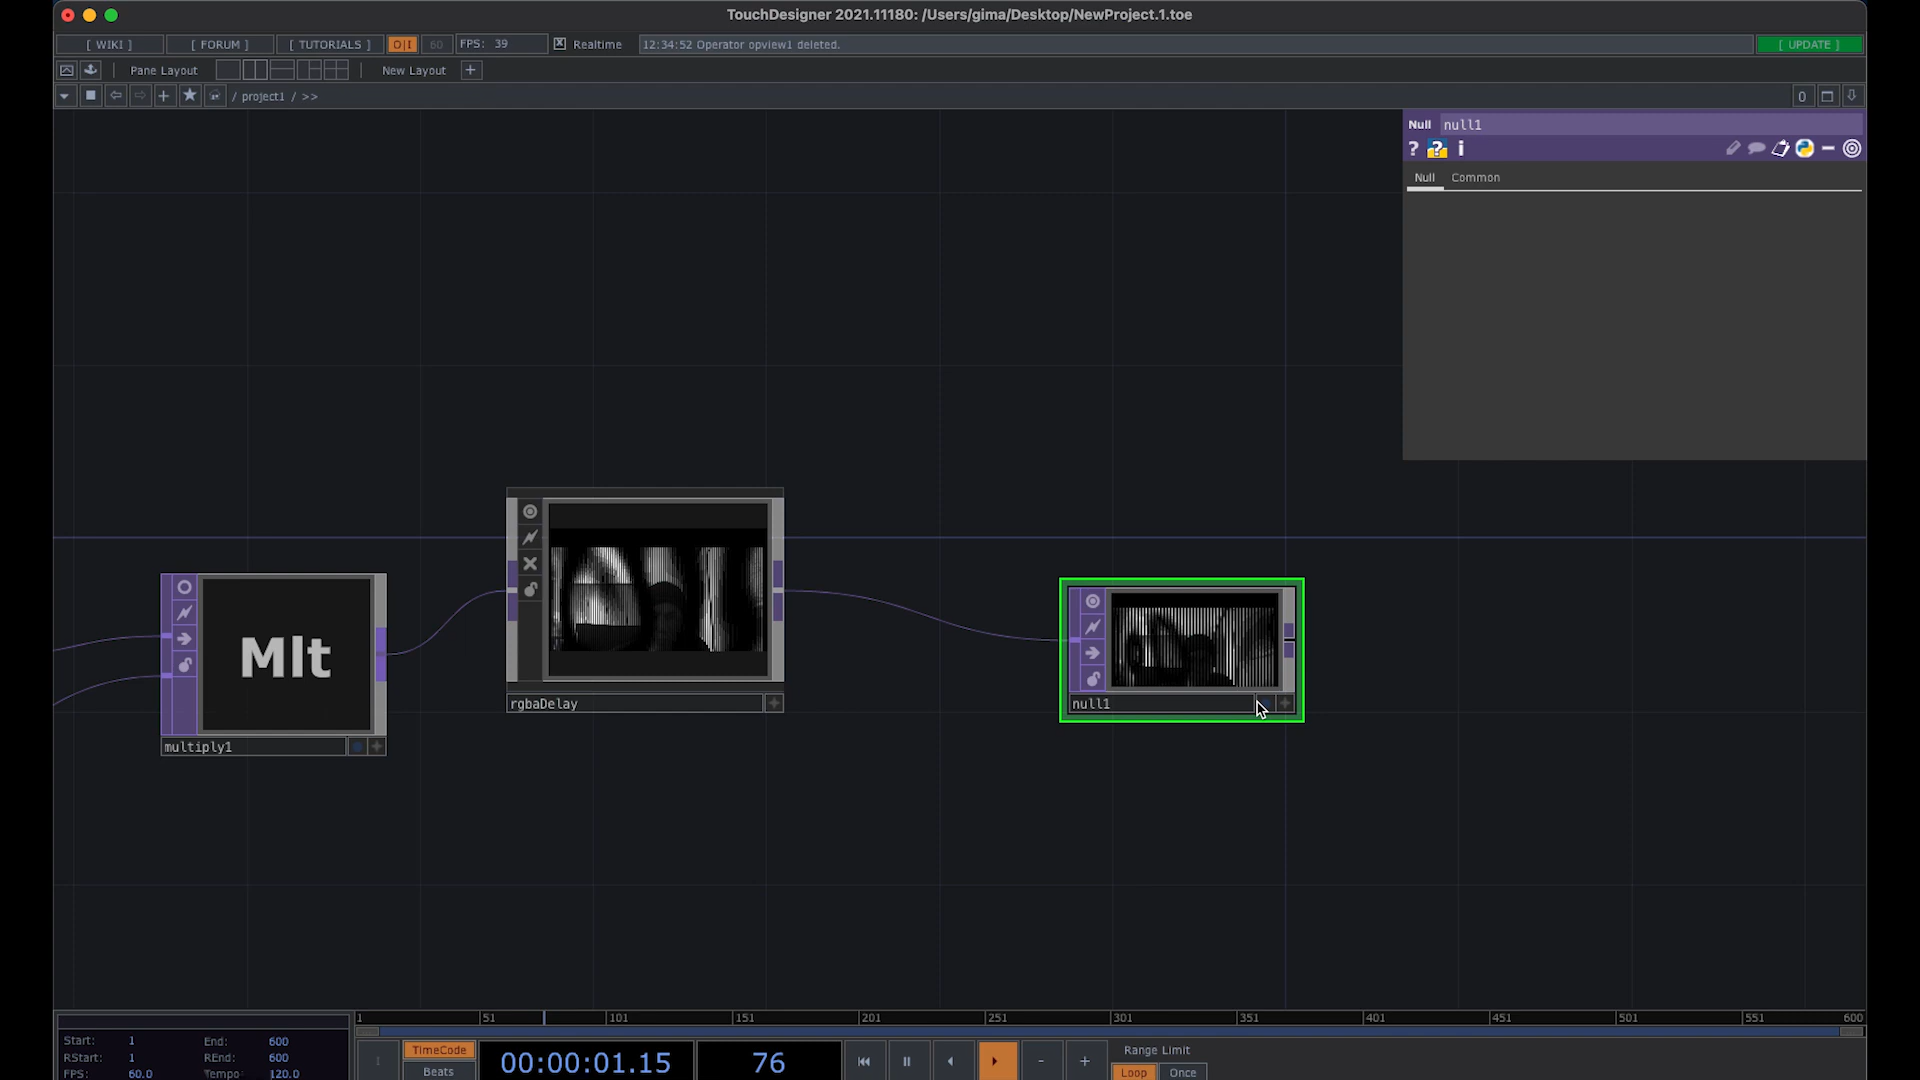 TouchDesigner 2021.11180: /Users/gima/Desktop/NewProject.1.toe
[ WIKI ] [ FORUM ] [ TUTORIALS ] O|I 60 FPS: 39 Realtime 12:34:52 Operator opview1 deleted. [ UPDATE ]
Pane Layout New Layout +
/ project1 / >> 0
Null null1
? ? i
Null Common
Mlt
rgbaDelay
null1
multiply1
1 51 101 151 201 251 301 351 401 451 501 551 600
Start: 1 End: 600
RStart: 1 REnd: 600
FPS: 60.0 Tempo: 120.0
TimeCode
Beats
00:00:01.15 76
- +
Range Limit
Loop Once